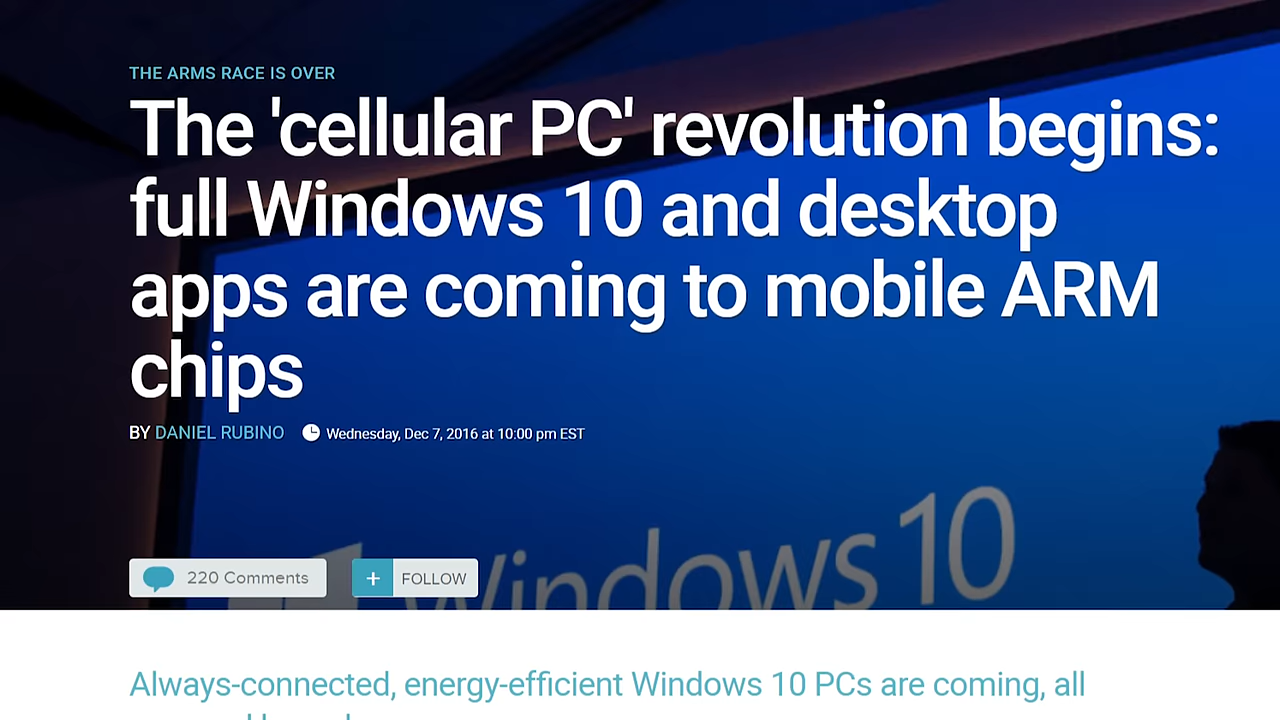 THE ARMS RACE IS OVER
The 'cellular PC' revolution begins:
full Windows 10 and desktop
apps are coming to mobile ARM
chips
BY DANIEL RUBINO Wednesday, Dec 7, 2016 at 10:00 pm EST
Windows 10
220 Comments + FOLLOW
Always-connected, energy-efficient Windows 10 PCs are coming, all